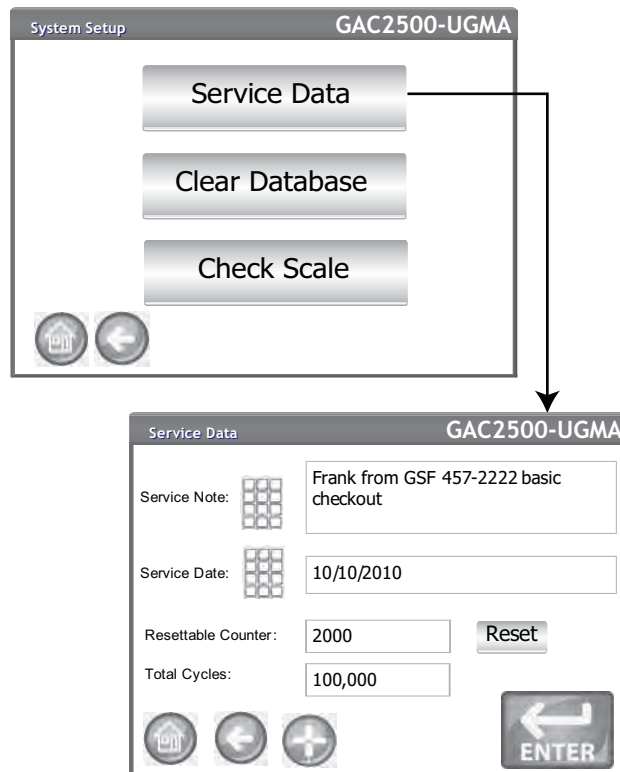 System Setup GAC2500-UGMA
Service Data
Clear Database
Check Scale
Service Data GAC2500-UGMA
Service Note: Frank from GSF 457-2222 basic
checkout
Service Date: 10/10/2010
Resettable Counter: 2000 Reset
Total Cycles: 100,000
ENTER